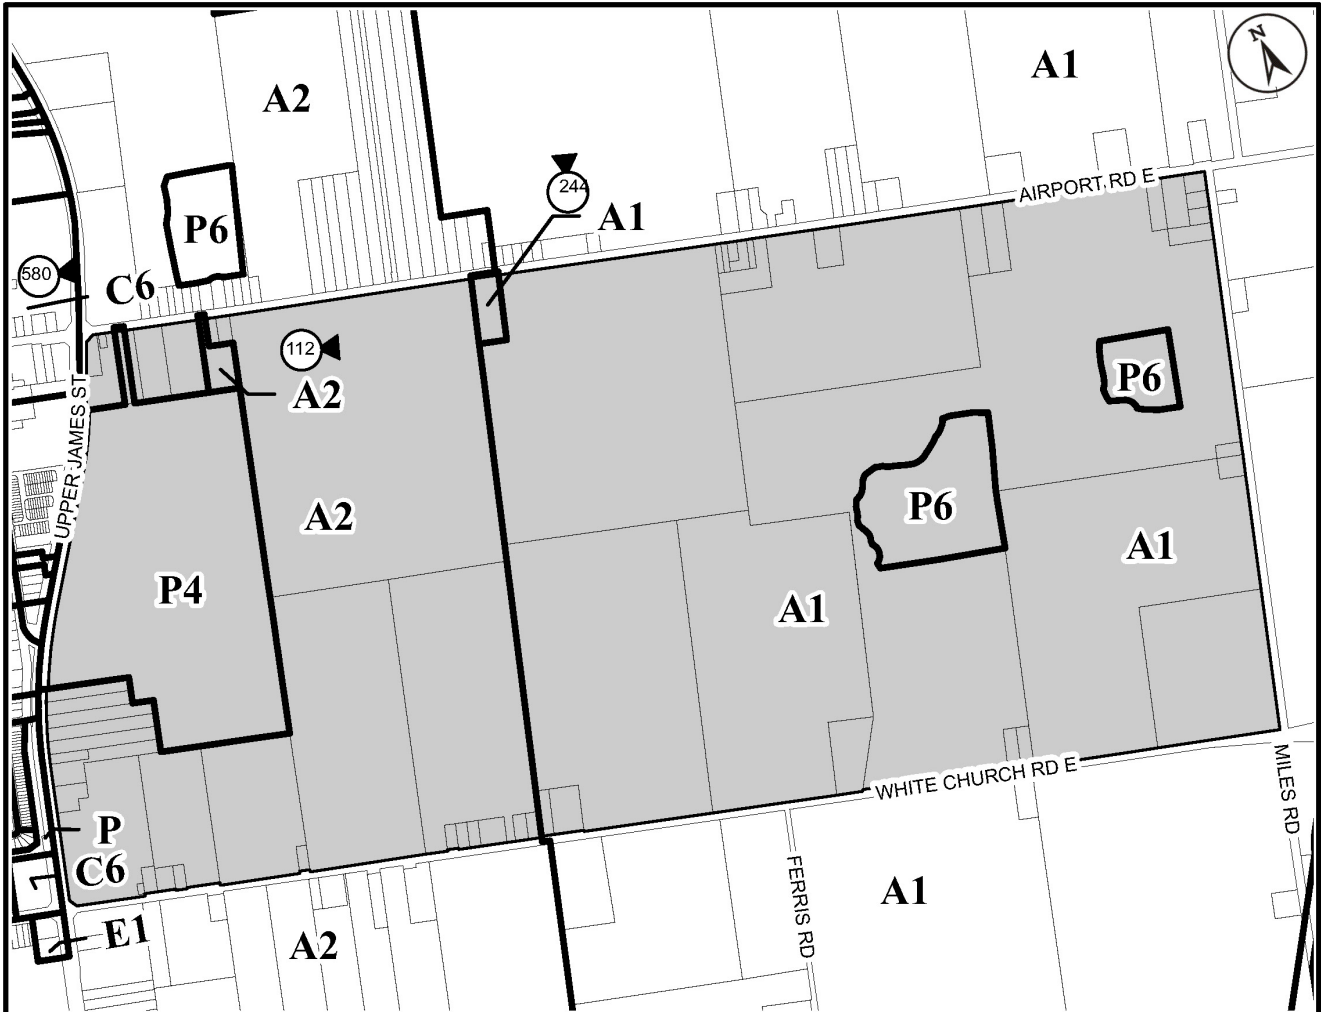 N
A1
A2
244
AIRPORT RD E
P6
A1
580
C6
112
A2
P6
UPPER JAMES ST
A2
P6
A1
P4
A1
WHITE CHURCH RD E
MILES RD
P
C6
FERRIS RD
A1
E1
A2